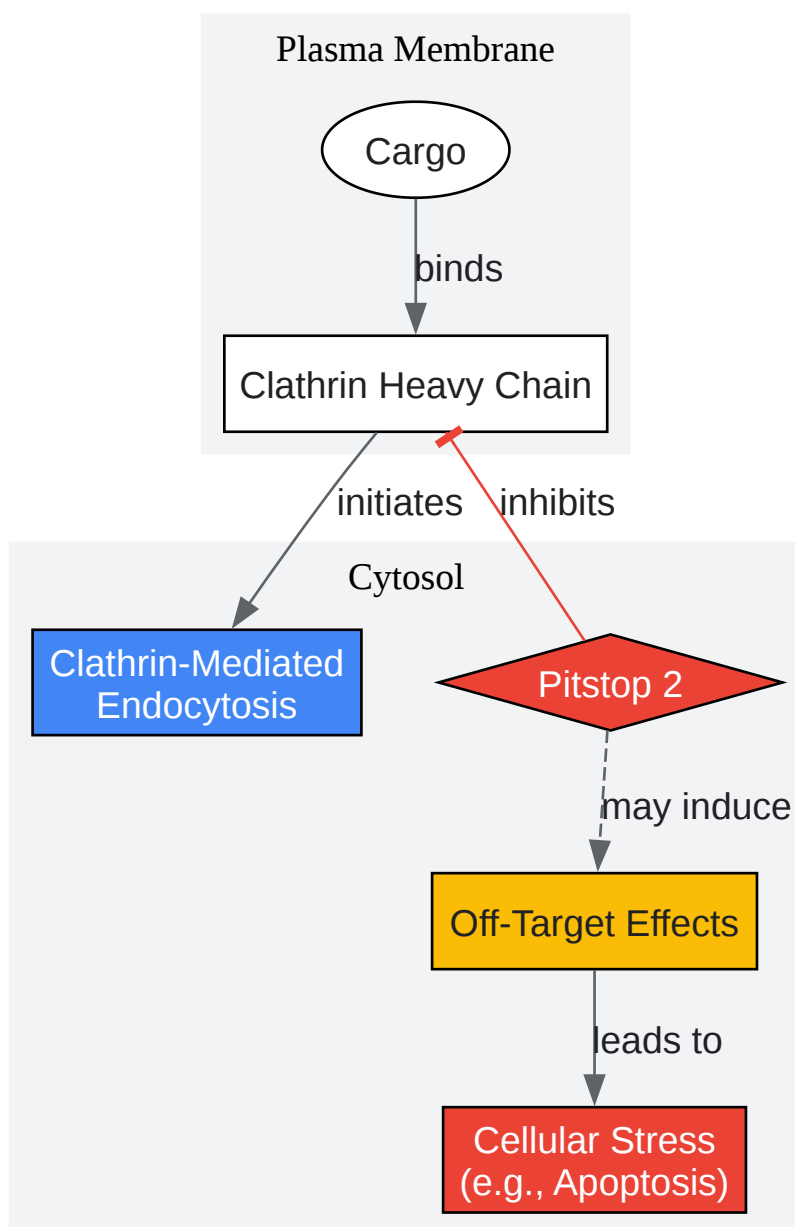 Plasma Membrane
Cargo
binds
Clathrin Heavy Chain
initiates
inhibits
Cytosol
Clathrin-Mediated
Endocytosis
Pitstop 2
may induce
Off-Target Effects
leads to
Cellular Stress
(e.g., Apoptosis)